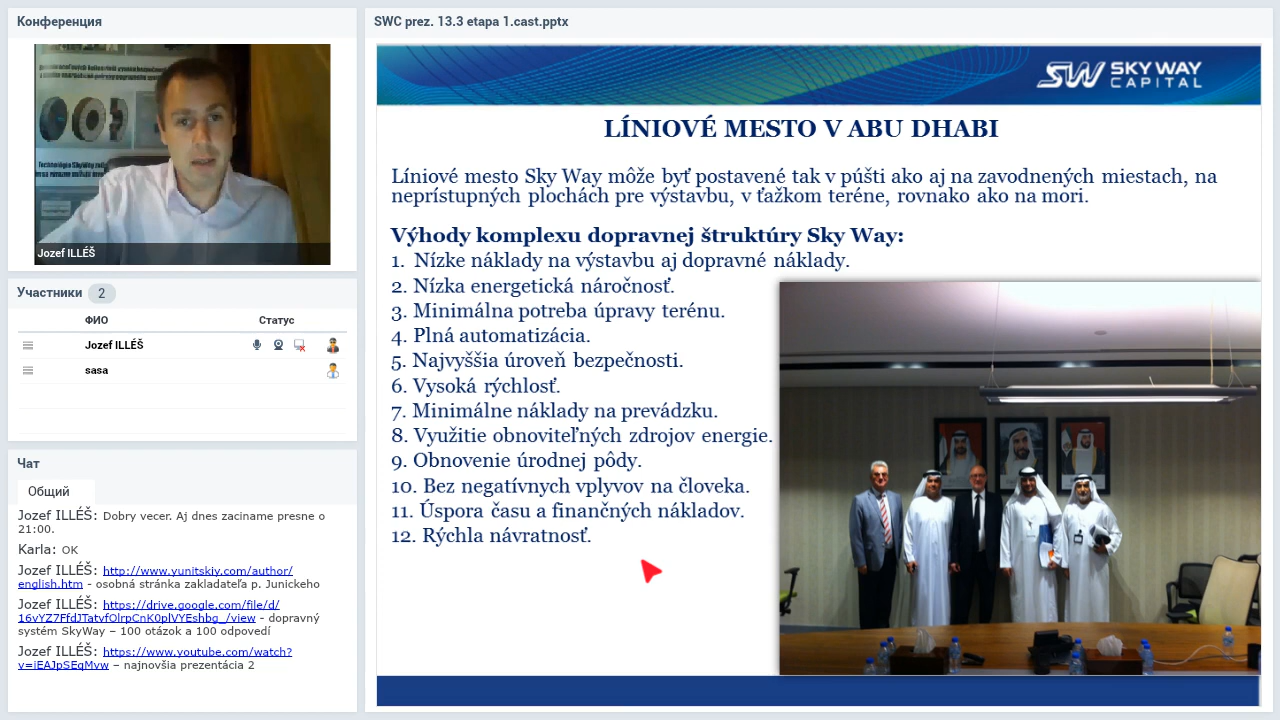 Конференция
Jozef ILLÉŠ
Участники 2
ФИО Статус
Jozef ILLÉŠ
sasa
Чат
Общий
Jozef ILLÉŠ: Dobry vecer. Aj dnes zaciname presne o
21:00.
Karla: OK
Jozef ILLÉŠ: http://www.yunitskiy.com/author/
english.htm - osobná stránka zakladateľa p. Junickeho
Jozef ILLÉŠ: https://drive.google.com/file/d/
16vYZ7FfdJTatvfOlrpCnK0plVYEshbg_/view - dopravný
systém SkyWay – 100 otázok a 100 odpovedí
Jozef ILLÉŠ: https://www.youtube.com/watch?
v=iEAJpSEqMvw – najnovšia prezentácia 2
SWC prez. 13.3 etapa 1.cast.pptx
SW SKY WAY
CAPITAL
LÍNIOVÉ MESTO V ABU DHABI
Líniové mesto Sky Way môže byť postavené tak v púšti ako aj na zavodnených miestach, na
neprístupných plochách pre výstavbu, v ťažkom teréne, rovnako ako na mori.
Výhody komplexu dopravnej štruktúry Sky Way:
1. Nízke náklady na výstavbu aj dopravné náklady.
2. Nízka energetická náročnosť.
3. Minimálna potreba úpravy terénu.
4. Plná automatizácia.
5. Najvyššia úroveň bezpečnosti.
6. Vysoká rýchlosť.
7. Minimálne náklady na prevádzku.
8. Využitie obnoviteľných zdrojov energie.
9. Obnovenie úrodnej pôdy.
10. Bez negatívnych vplyvov na človeka.
11. Úspora času a finančných nákladov.
12. Rýchla návratnosť.